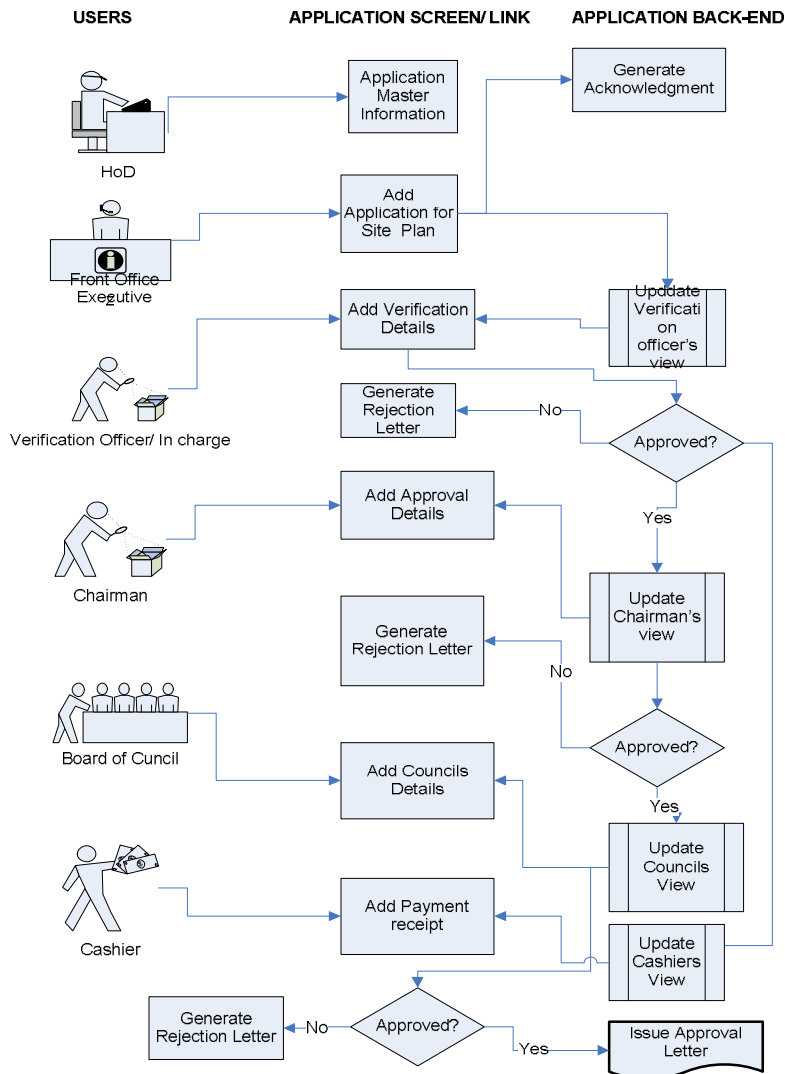 USERS
APPLICATION SCREEN/ LINK
APPLICATION BACK-END
Application
Master
Information
Generate
Acknowledgment
HoD
Add
Application for
Site Plan
Front Office
Executive
2
Upddate
Verificati
on
officer's
view
Add Verification
Details
Generate
Rejection
Letter
No
Approved?
Verification Officer/ In charge
Add Approval
Details
Yes
Chairman
Update
Chairman's
view
Generate
Rejection Letter
No
Approved?
Board of Cuncil
Add Councils
Details
Yes
Update
Councils
View
Add Payment
receipt
Cashier
Update
Cashiers
View
Generate
Rejection Letter
No
Approved?
Yes
Issue Approval
Letter